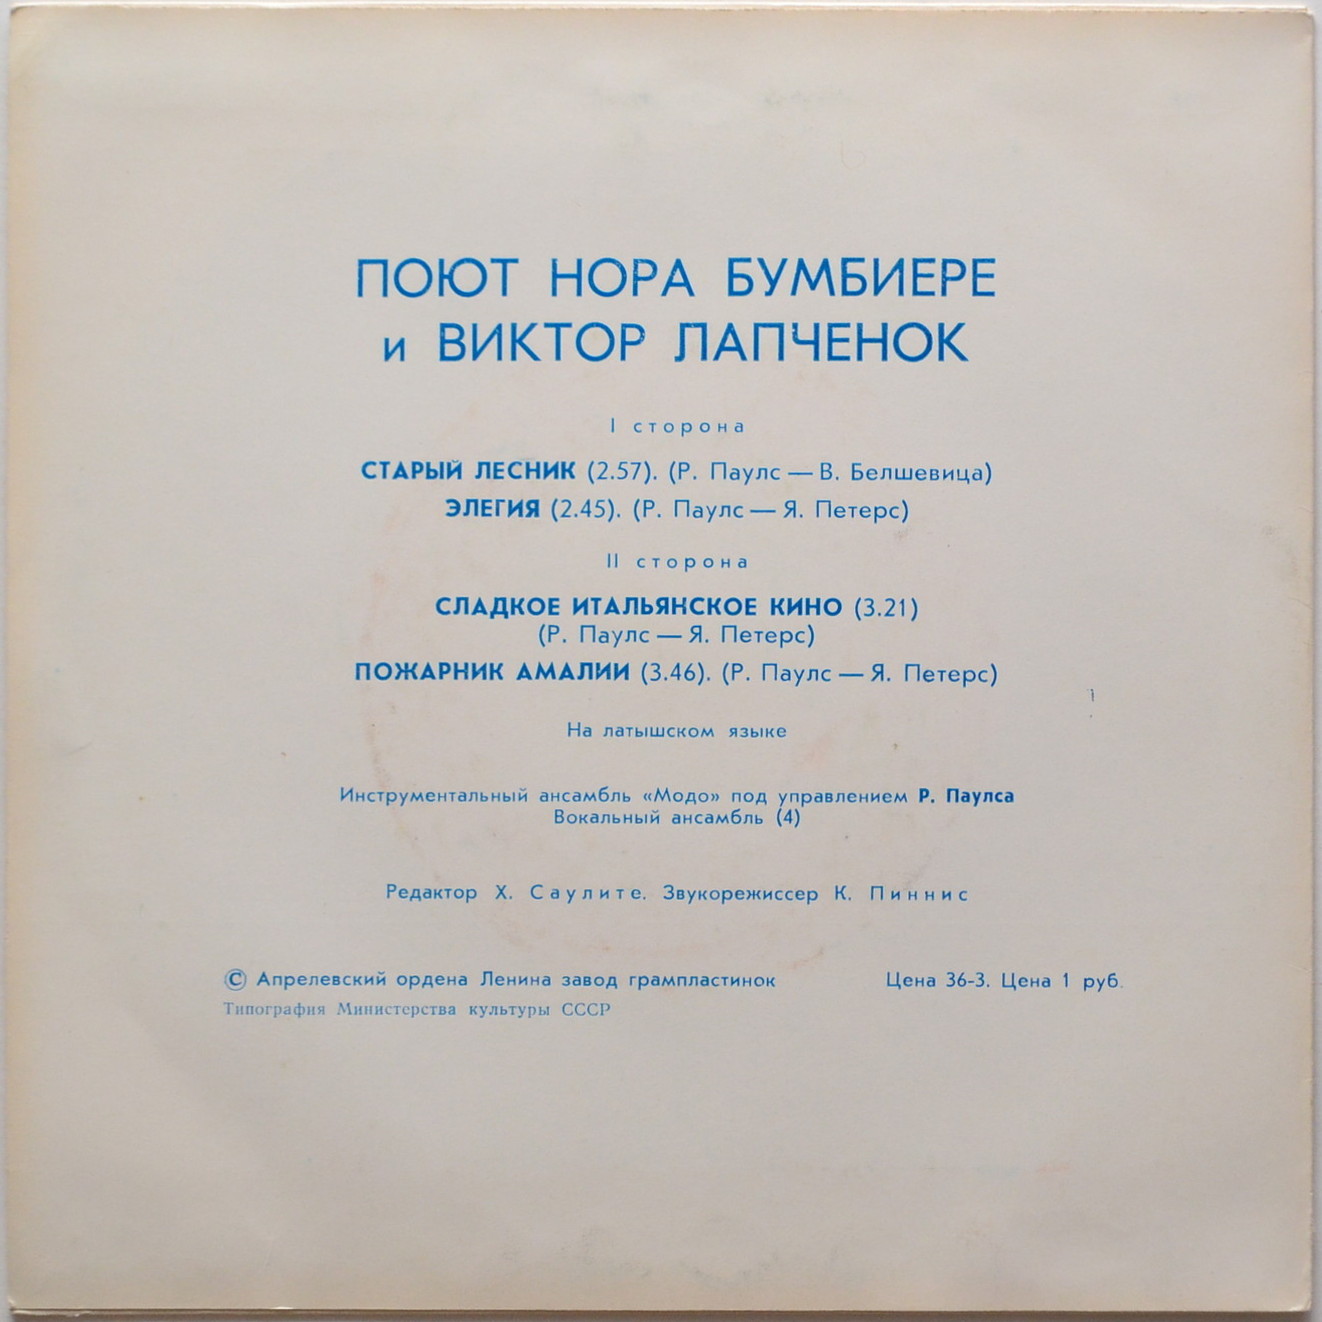 ПОЮТ НОРА БУМБИЕРЕ
и ВИКТОР ЛАПЧЕНОК
I сторона
СТАРЫЙ ЛЕСНИК (2.57). (Р. Паулс — В. Белшевица)
ЭЛЕГИЯ (2.45). (Р. Паулс — Я. Петерс)
II сторона
СЛАДКОЕ ИТАЛЬЯНСКОЕ КИНО (3.21)
(Р. Паулс — Я. Петерс)
ПОЖАРНИК АМАЛИИ (3.46). (Р. Паулс — Я. Петерс)
На латышском языке
Инструментальный ансамбль «Модо» под управлением Р. Паулса
Вокальный ансамбль (4)
Редактор Х. Саулите. Звукорежиссер К. Пиннис
© Апрелевский ордена Ленина завод грампластинок Цена 36-3. Цена 1 руб.
Типография Министерства культуры СССР